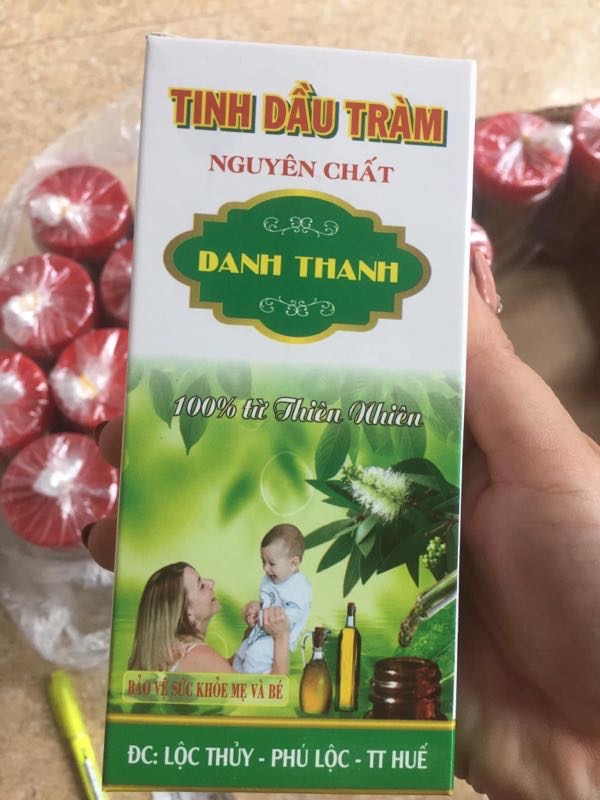 TINH DẦU TRÀM
NGUYÊN CHẤT
DANH THANH
100% từ Thiên Nhiên
BẢO VỆ SỨC KHỎE MẸ VÀ BÉ
ĐC: LỘC THỦY - PHÚ LỘC - TT HUẾ